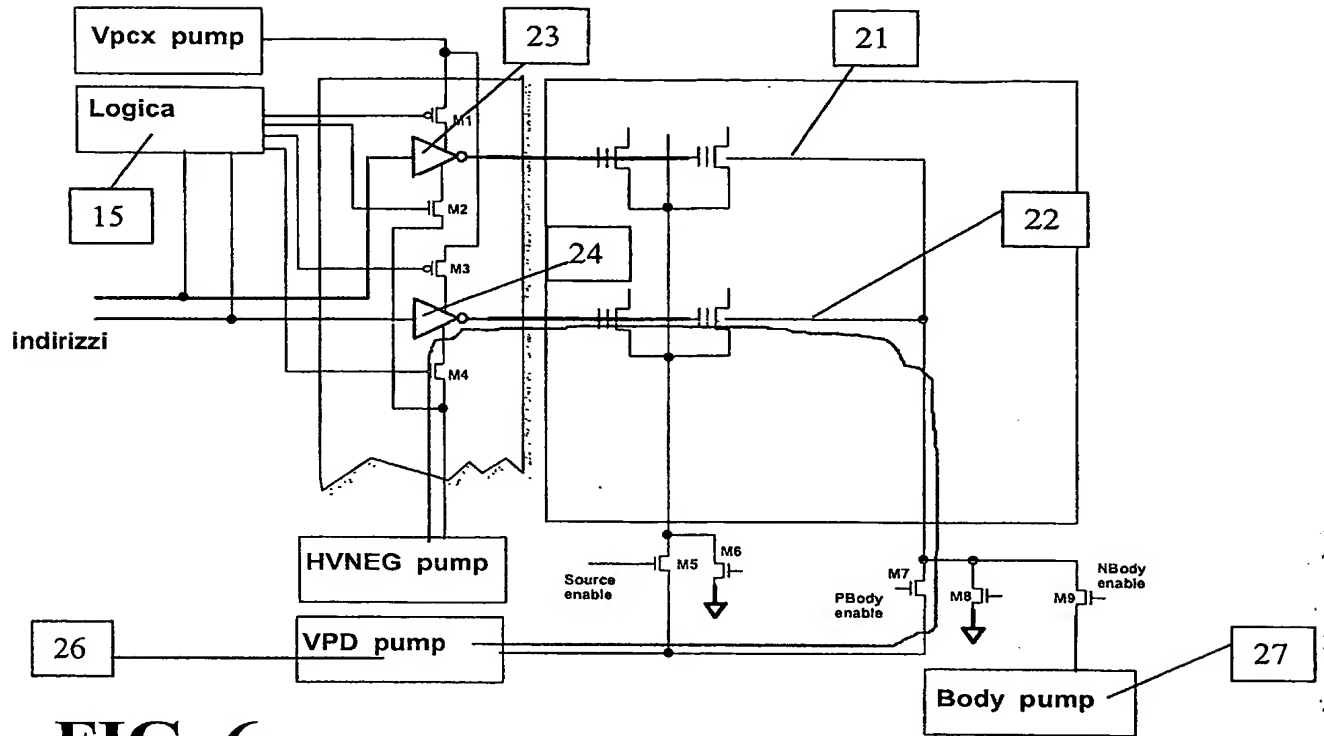 Vpcx pump
23
21
Logica
M1
15
M2
22
24
M3
indirizzi
M4
HVNEG pump
Source
enable
M5
M6
M7
PBody
enable
M8
M9
NBody
enable
26
VPD pump
27
Body pump
FIG. 6